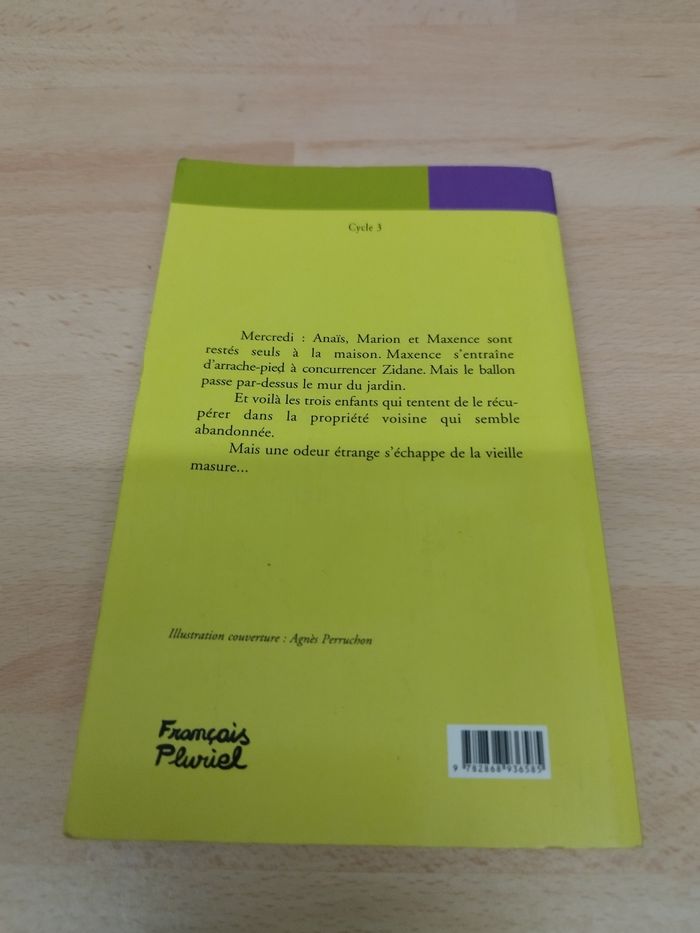 Cycle 3
Mercredi : Anaïs, Marion et Maxence sont
restés seuls à la maison. Maxence s'entraîne
d'arrache-pied à concurrencer Zidane. Mais le ballon
passe par-dessus le mur du jardin.
Et voilà les trois enfants qui tentent de le récu-
pérer dans la propriété voisine qui semble
abandonnée.
Mais une odeur étrange s'échappe de la vieille
masure...
Illustration couverture : Agnès Perruchon
Français
Pluriel
9 782868 936585